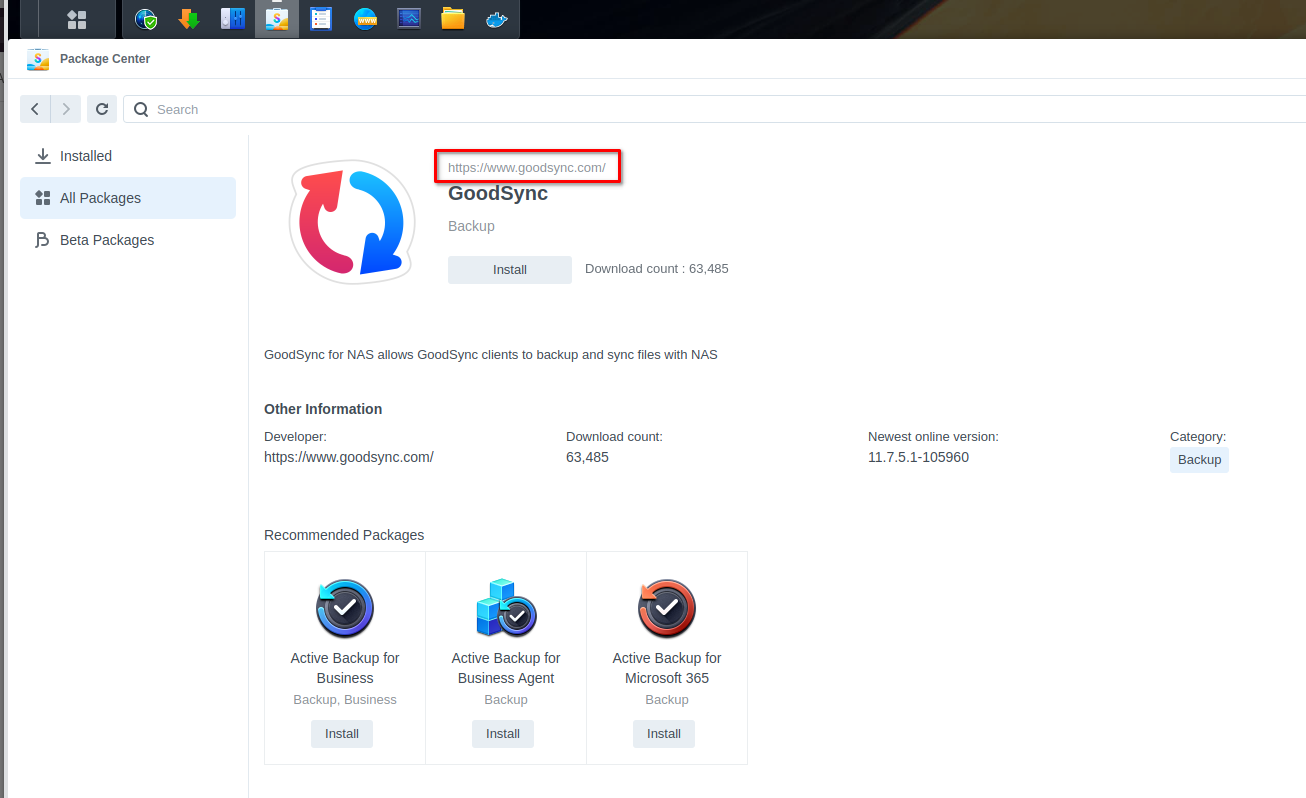 Package Center
Search
Installed
All Packages
Beta Packages
https://www.goodsync.com/
GoodSync
Backup
Install
Download count : 63,485
GoodSync for NAS allows GoodSync clients to backup and sync files with NAS
Other Information
Developer:
https://www.goodsync.com/
Download count:
63,485
Newest online version:
11.7.5.1-105960
Category:
Backup
Recommended Packages
Active Backup for
Business
Backup, Business
Install
Active Backup for
Business Agent
Backup
Install
Active Backup for
Microsoft 365
Backup
Install